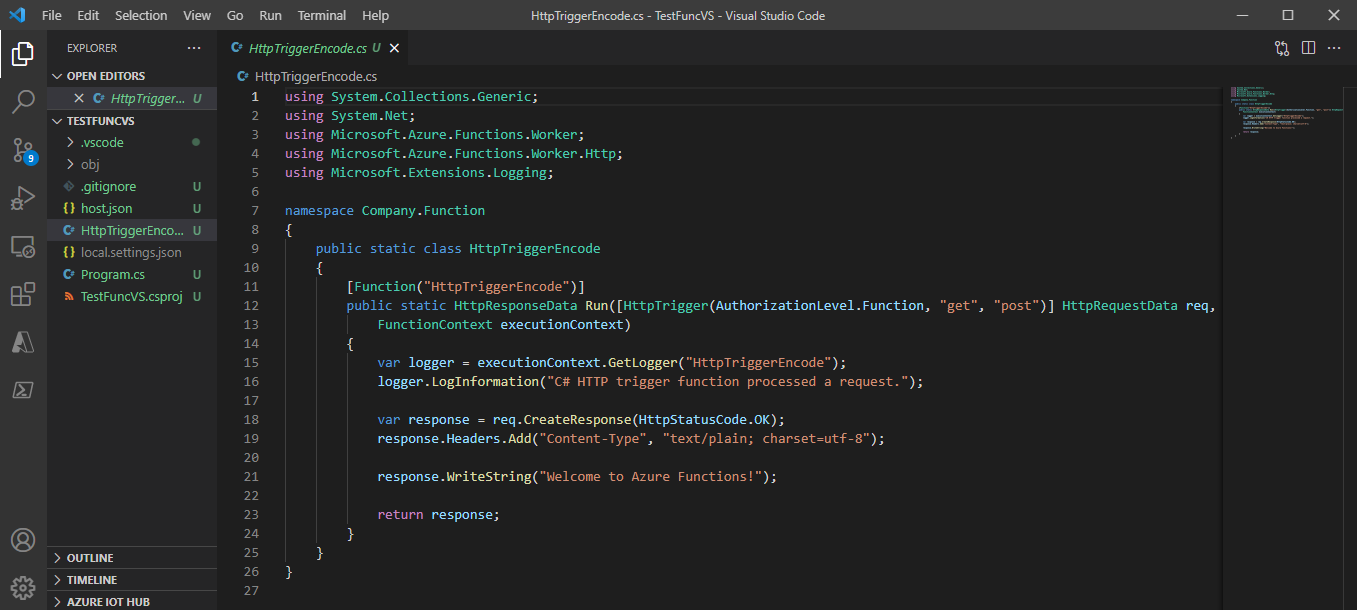 File Edit Selection View Go Run Terminal Help HttpTriggerEncode.cs - TestFuncVS - Visual Studio Code
EXPLORER
OPEN EDITORS
HttpTrigger... U
TESTFUNCVS
.vscode
obj
.gitignore U
host.json U
HttpTriggerEnco... U
local.settings.json
Program.cs U
TestFuncVS.csproj U
OUTLINE
TIMELINE
AZURE IOT HUB
9
HttpTriggerEncode.cs U
HttpTriggerEncode.cs
1 using System.Collections.Generic;
2 using System.Net;
3 using Microsoft.Azure.Functions.Worker;
4 using Microsoft.Azure.Functions.Worker.Http;
5 using Microsoft.Extensions.Logging;
6
7 namespace Company.Function
8 {
9 public static class HttpTriggerEncode
10 {
11 [Function("HttpTriggerEncode")]
12 public static HttpResponseData Run([HttpTrigger(AuthorizationLevel.Function, "get", "post")] HttpRequestData req,
13 FunctionContext executionContext)
14 {
15 var logger = executionContext.GetLogger("HttpTriggerEncode");
16 logger.LogInformation("C# HTTP trigger function processed a request.");
17
18 var response = req.CreateResponse(HttpStatusCode.OK);
19 response.Headers.Add("Content-Type", "text/plain; charset=utf-8");
20
21 response.WriteString("Welcome to Azure Functions!");
22
23 return response;
24 }
25 }
26 }
27